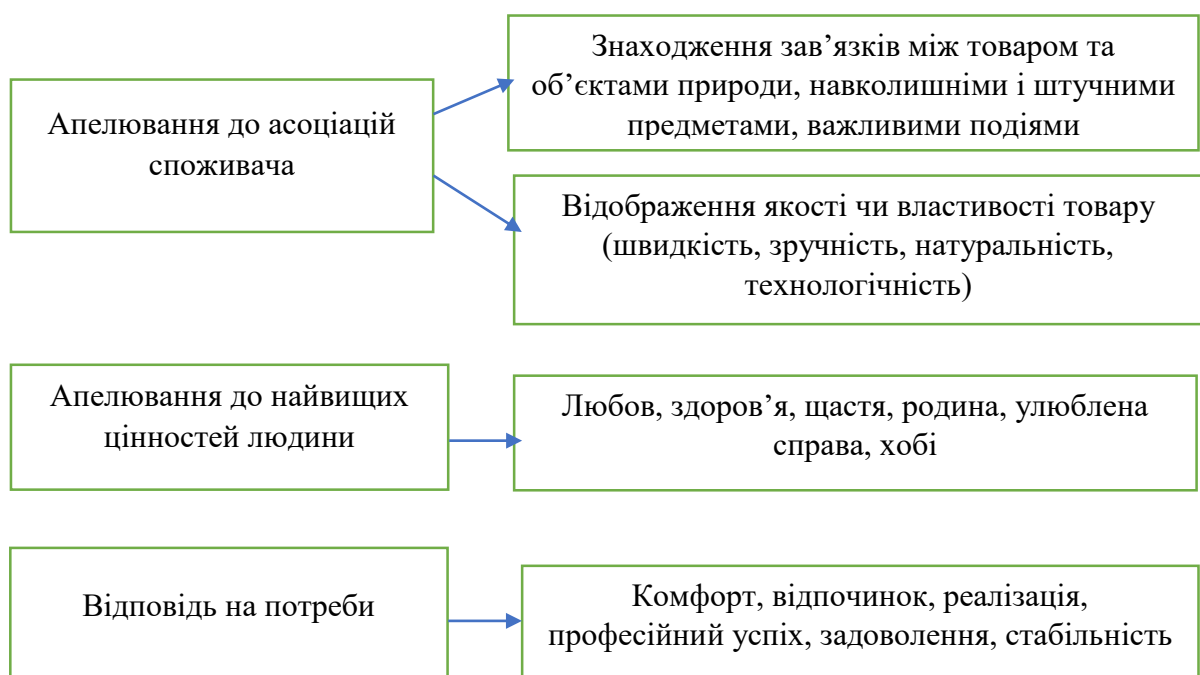 Апелювання до асоціацій
споживача
Знаходження зав’язків між товаром та
об’єктами природи, навколишніми і штучними
предметами, важливими подіями
Відображення якості чи властивості товару
(швидкість, зручність, натуральність,
технологічність)
Апелювання до найвищих
цінностей людини
Любов, здоров’я, щастя, родина, улюблена
справа, хобі
Відповідь на потреби
Комфорт, відпочинок, реалізація,
професійний успіх, задоволення, стабільність